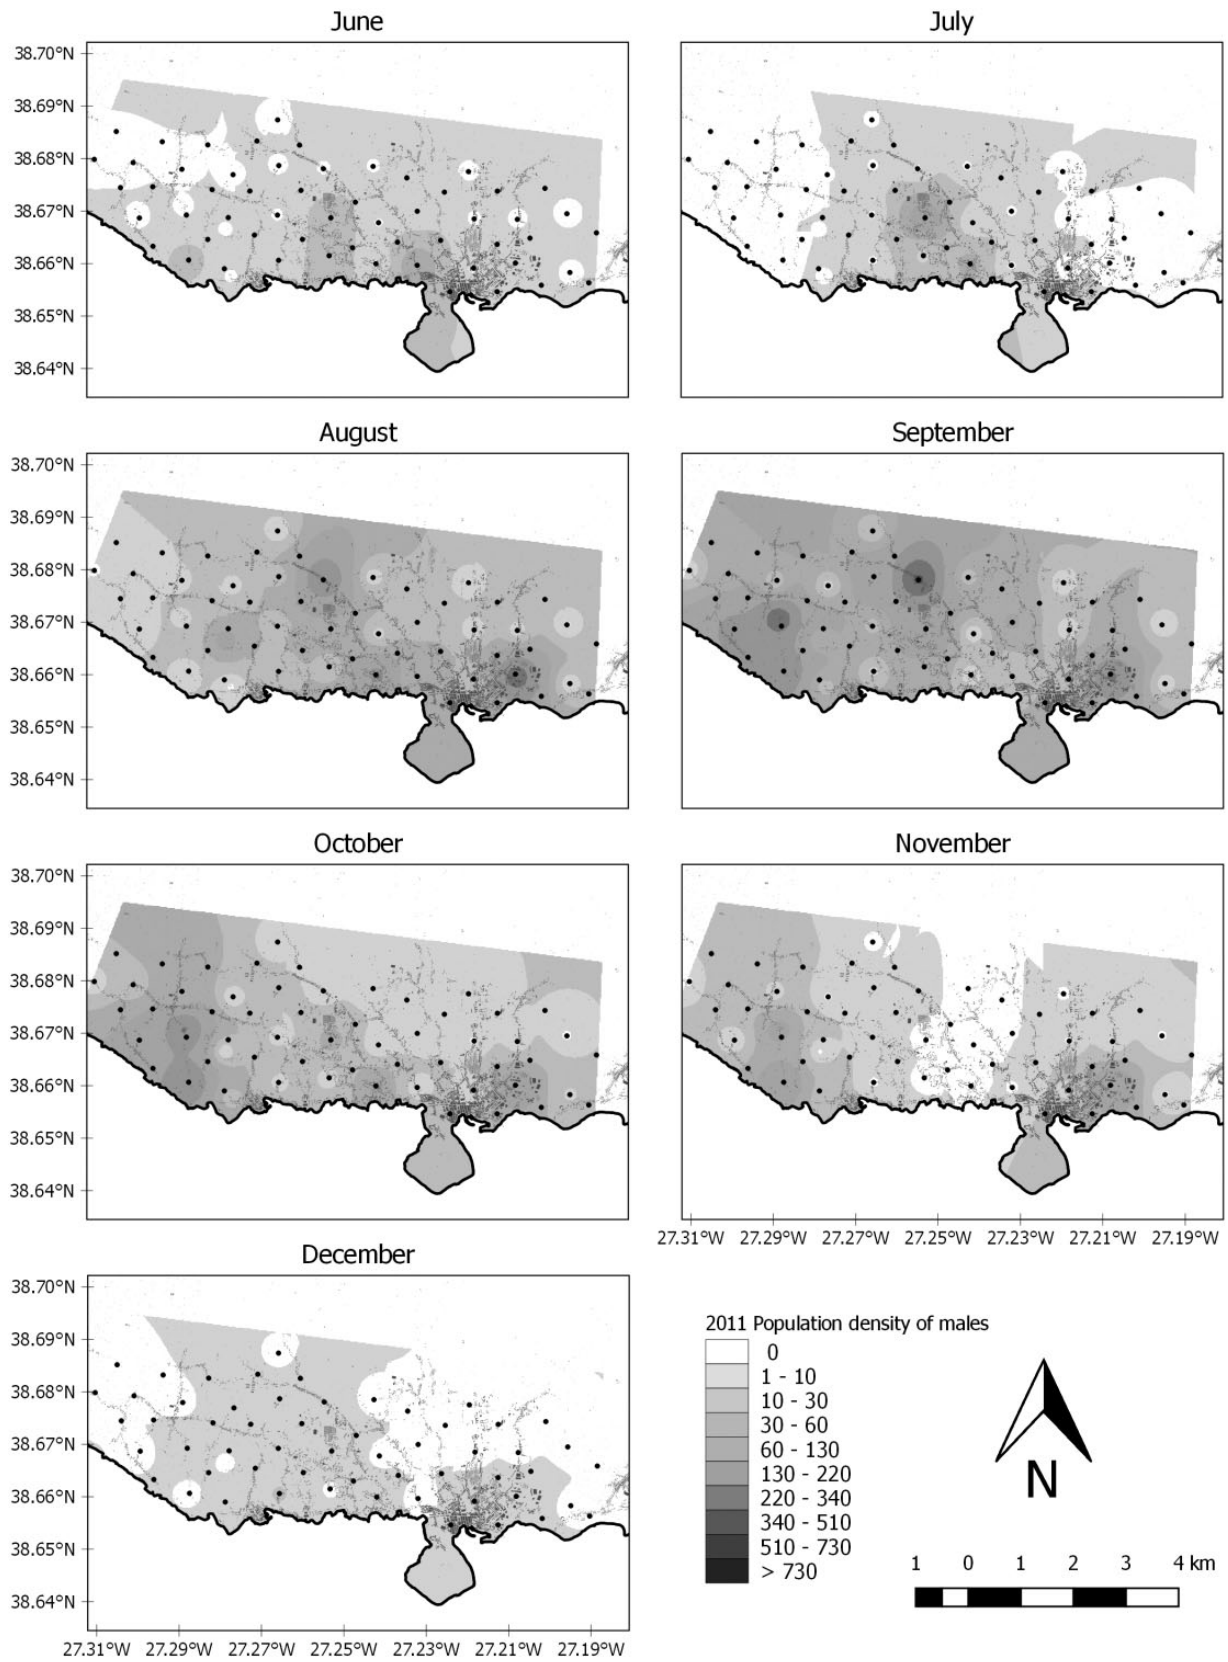 June
July
38.70°N
38.69°N
38.68°N
38.67°N
38.66°N
38.65°N
38.64°N
August
September
38.70°N
38.69°N
38.68°N
38.67°N
38.66°N
38.65°N
38.64°N
October
November
38.70°N
38.69°N
38.68°N
38.67°N
38.66°N
38.65°N
38.64°N
27.31°W 27.29°W 27.27°W 27.25°W 27.23°W 27.21°W 27.19°W
December
38.70°N
38.69°N
38.68°N
38.67°N
38.66°N
38.65°N
38.64°N
27.31°W 27.29°W 27.27°W 27.25°W 27.23°W 27.21°W 27.19°W
2011 Population density of males
0
1 - 10
10 - 30
30 - 60
60 - 130
130 - 220
220 - 340
340 - 510
510 - 730
> 730
N
1 0 1 2 3 4 km